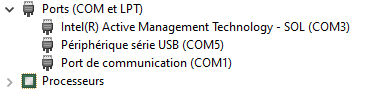 Ports (COM et LPT)
Intel(R) Active Management Technology - SOL (COM3)
Périphérique série USB (COM5)
Port de communication (COM1)
Processeurs